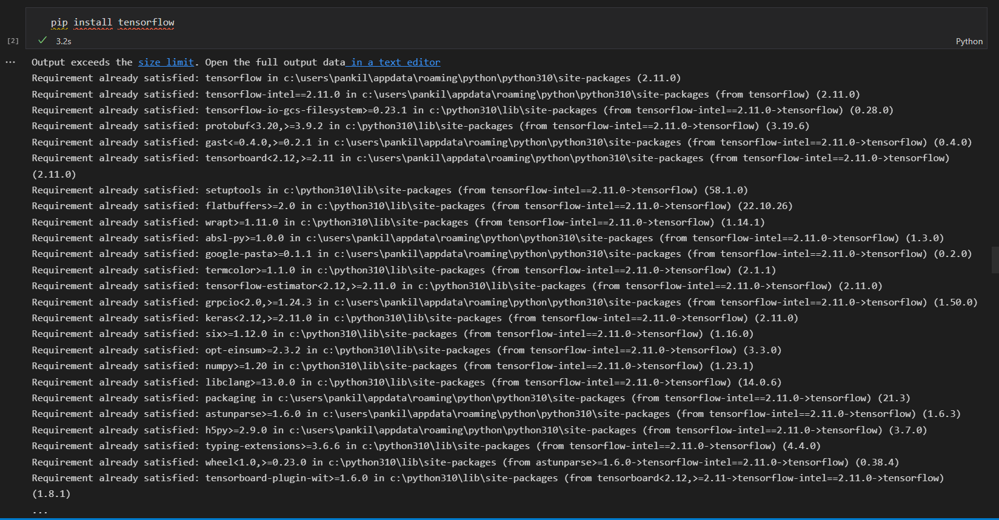 pip install tensorflow
[2]
3.2s
Python
Output exceeds the size limit. Open the full output data in a text editor
Requirement already satisfied: tensorflow in c:\users\pankil\appdata\roaming\python\python310\site-packages (2.11.0)
Requirement already satisfied: tensorflow-intel==2.11.0 in c:\users\pankil\appdata\roaming\python\python310\site-packages (from tensorflow) (2.11.0)
Requirement already satisfied: tensorflow-io-gcs-filesystem>=0.23.1 in c:\python310\lib\site-packages (from tensorflow-intel==2.11.0->tensorflow) (0.28.0)
Requirement already satisfied: protobuf<3.20,>=3.9.2 in c:\python310\lib\site-packages (from tensorflow-intel==2.11.0->tensorflow) (3.19.6)
Requirement already satisfied: gast<=0.4.0,>=0.2.1 in c:\users\pankil\appdata\roaming\python\python310\site-packages (from tensorflow-intel==2.11.0->tensorflow) (0.4.0)
Requirement already satisfied: tensorboard<2.12,>=2.11 in c:\users\pankil\appdata\roaming\python\python310\site-packages (from tensorflow-intel==2.11.0->tensorflow)
(2.11.0)
Requirement already satisfied: setuptools in c:\python310\lib\site-packages (from tensorflow-intel==2.11.0->tensorflow) (58.1.0)
Requirement already satisfied: flatbuffers>=2.0 in c:\python310\lib\site-packages (from tensorflow-intel==2.11.0->tensorflow) (22.10.26)
Requirement already satisfied: wrapt>=1.11.0 in c:\python310\lib\site-packages (from tensorflow-intel==2.11.0->tensorflow) (1.14.1)
Requirement already satisfied: absl-py>=1.0.0 in c:\users\pankil\appdata\roaming\python\python310\site-packages (from tensorflow-intel==2.11.0->tensorflow) (1.3.0)
Requirement already satisfied: google-pasta>=0.1.1 in c:\users\pankil\appdata\roaming\python\python310\site-packages (from tensorflow-intel==2.11.0->tensorflow) (0.2.0)
Requirement already satisfied: termcolor>=1.1.0 in c:\python310\lib\site-packages (from tensorflow-intel==2.11.0->tensorflow) (2.1.1)
Requirement already satisfied: tensorflow-estimator<2.12,>=2.11.0 in c:\python310\lib\site-packages (from tensorflow-intel==2.11.0->tensorflow) (2.11.0)
Requirement already satisfied: grpcio<2.0,>=1.24.3 in c:\users\pankil\appdata\roaming\python\python310\site-packages (from tensorflow-intel==2.11.0->tensorflow) (1.50.0)
Requirement already satisfied: keras<2.12,>=2.11.0 in c:\python310\lib\site-packages (from tensorflow-intel==2.11.0->tensorflow) (2.11.0)
Requirement already satisfied: six>=1.12.0 in c:\python310\lib\site-packages (from tensorflow-intel==2.11.0->tensorflow) (1.16.0)
Requirement already satisfied: opt-einsum>=2.3.2 in c:\python310\lib\site-packages (from tensorflow-intel==2.11.0->tensorflow) (3.3.0)
Requirement already satisfied: numpy>=1.20 in c:\python310\lib\site-packages (from tensorflow-intel==2.11.0->tensorflow) (1.23.1)
Requirement already satisfied: libclang>=13.0.0 in c:\python310\lib\site-packages (from tensorflow-intel==2.11.0->tensorflow) (14.0.6)
Requirement already satisfied: packaging in c:\users\pankil\appdata\roaming\python\python310\site-packages (from tensorflow-intel==2.11.0->tensorflow) (21.3)
Requirement already satisfied: astunparse>=1.6.0 in c:\users\pankil\appdata\roaming\python\python310\site-packages (from tensorflow-intel==2.11.0->tensorflow) (1.6.3)
Requirement already satisfied: h5py>=2.9.0 in c:\users\pankil\appdata\roaming\python\python310\site-packages (from tensorflow-intel==2.11.0->tensorflow) (3.7.0)
Requirement already satisfied: typing-extensions>=3.6.6 in c:\python310\lib\site-packages (from tensorflow-intel==2.11.0->tensorflow) (4.4.0)
Requirement already satisfied: wheel<1.0,>=0.23.0 in c:\python310\lib\site-packages (from astunparse>=1.6.0->tensorflow-intel==2.11.0->tensorflow) (0.38.4)
Requirement already satisfied: tensorboard-plugin-wit>=1.6.0 in c:\python310\lib\site-packages (from tensorboard<2.12,>=2.11->tensorflow-intel==2.11.0->tensorflow)
(1.8.1)
...